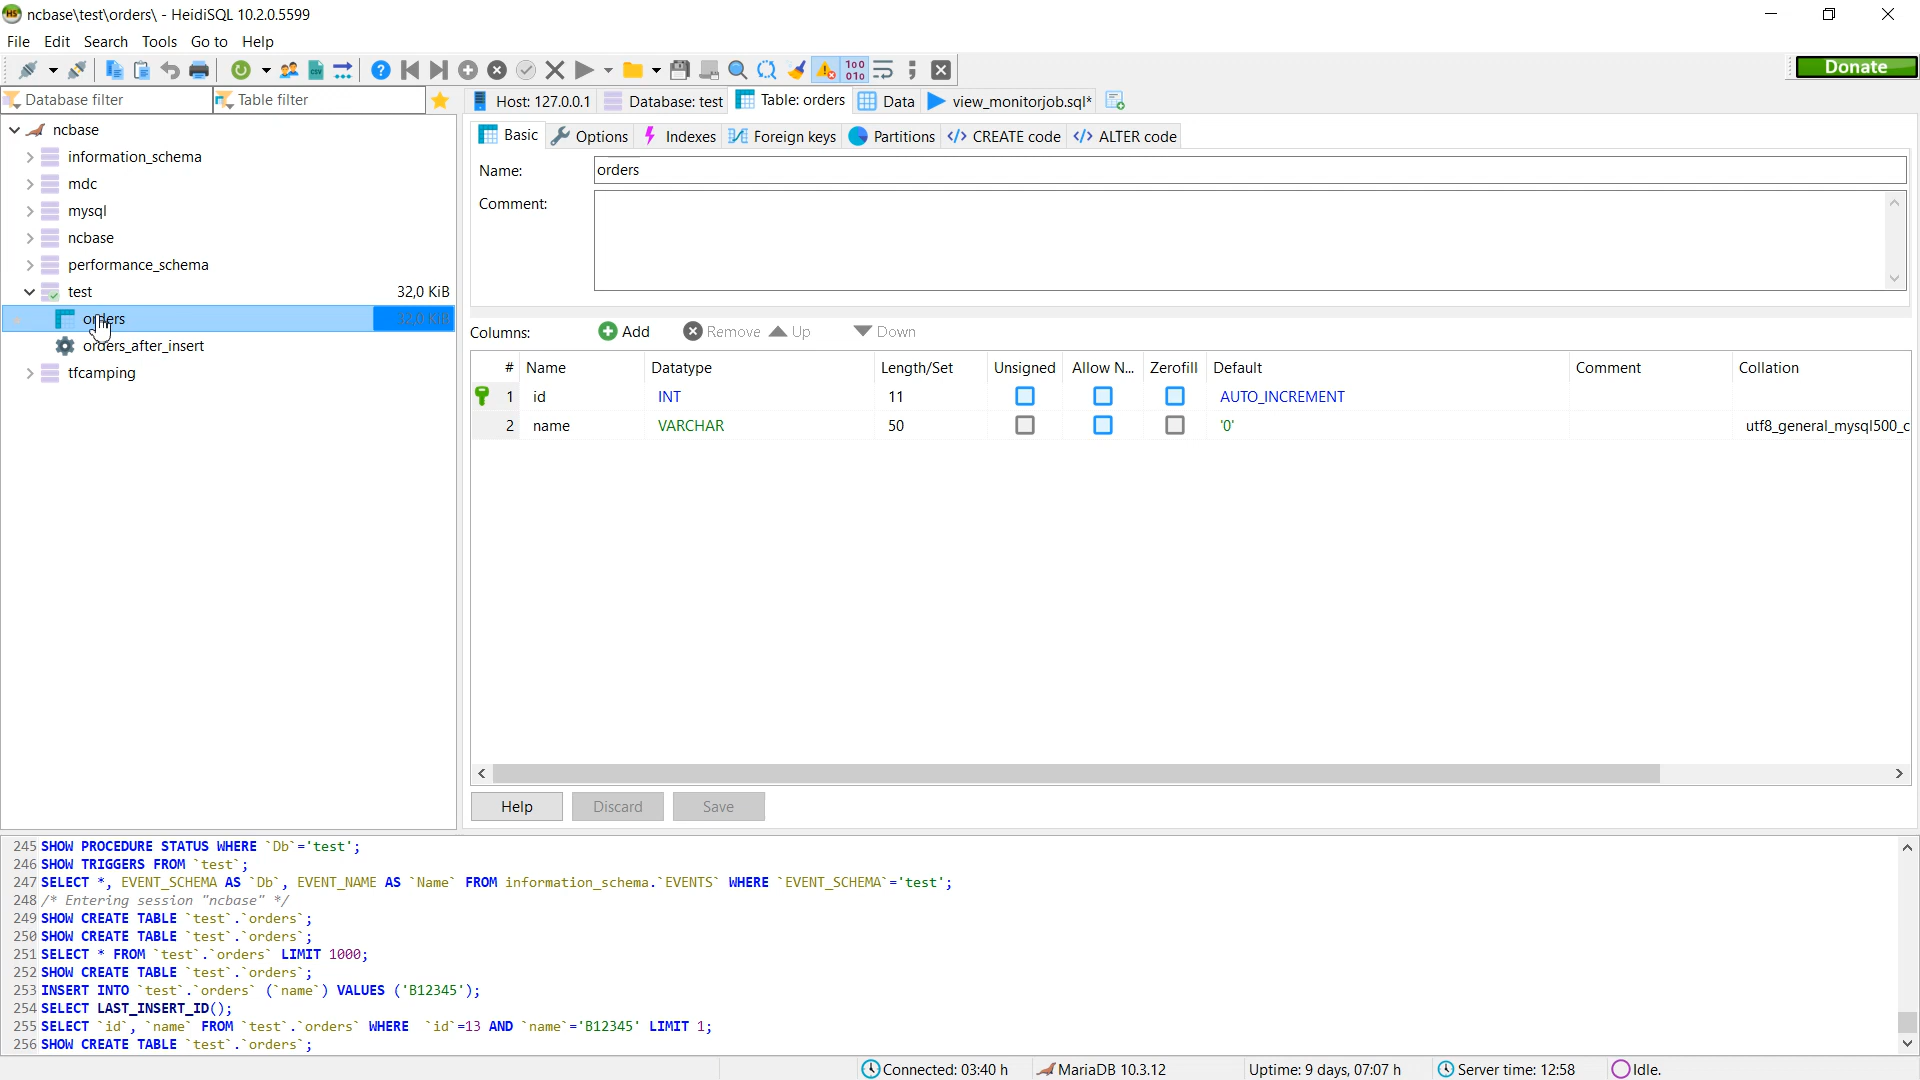 ncbase\test\orders\ - HeidiSQL 10.2.0.5599
File Edit Search Tools Go to Help
Donate
Database filter
Table filter
Host: 127.0.0.1 Database: test Table: orders Data view_monitorjob.sql*
ncbase
information_schema
mdc
mysql
ncbase
performance_schema
test 32,0 KiB
orders 32,0 KiB
orders_after_insert
tfcamping
Basic Options Indexes Foreign keys Partitions CREATE code ALTER code
Name: orders
Comment:
Columns: Add Remove Up Down
# Name Datatype Length/Set Unsigned Allow N... Zerofill Default Comment Collation
1 id INT 11 AUTO_INCREMENT
2 name VARCHAR 50 '0' utf8_general_mysql500_c
Help Discard Save
245 SHOW PROCEDURE STATUS WHERE `Db`='test';
246 SHOW TRIGGERS FROM `test`;
247 SELECT *, EVENT_SCHEMA AS `Db`, EVENT_NAME AS `Name` FROM information_schema.`EVENTS` WHERE `EVENT_SCHEMA`='test';
248 /* Entering session "ncbase" */
249 SHOW CREATE TABLE `test`.`orders`;
250 SHOW CREATE TABLE `test`.`orders`;
251 SELECT * FROM `test`.`orders` LIMIT 1000;
252 SHOW CREATE TABLE `test`.`orders`;
253 INSERT INTO `test`.`orders` (`name`) VALUES ('B12345');
254 SELECT LAST_INSERT_ID();
255 SELECT `id`, `name` FROM `test`.`orders` WHERE  `id`=13 AND `name`='B12345' LIMIT 1;
256 SHOW CREATE TABLE `test`.`orders`;
Connected: 03:40 h MariaDB 10.3.12 Uptime: 9 days, 07:07 h Server time: 12:58 Idle.